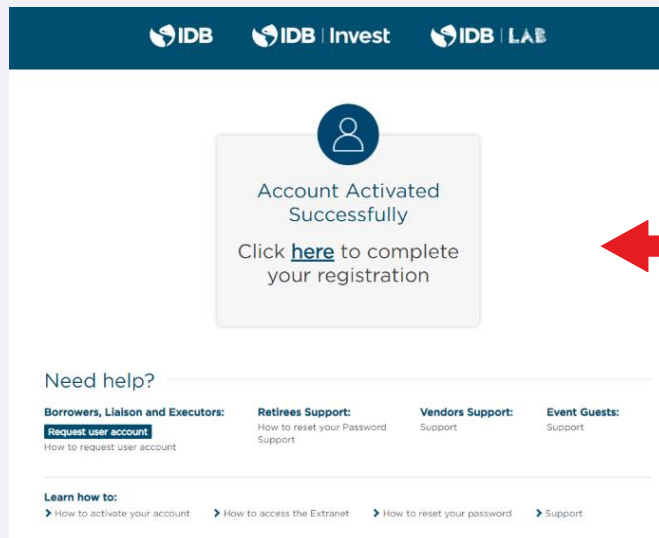 IDB IDB | Invest IDB | LAB
Account Activated
Successfully
Click here to complete
your registration
Need help?
Borrowers, Liaison and Executors:
Request user account
How to request user account
Retirees Support:
How to reset your Password
Support
Vendors Support:
Support
Event Guests:
Support
Learn how to:
How to activate your account How to access the Extranet How to reset your password Support